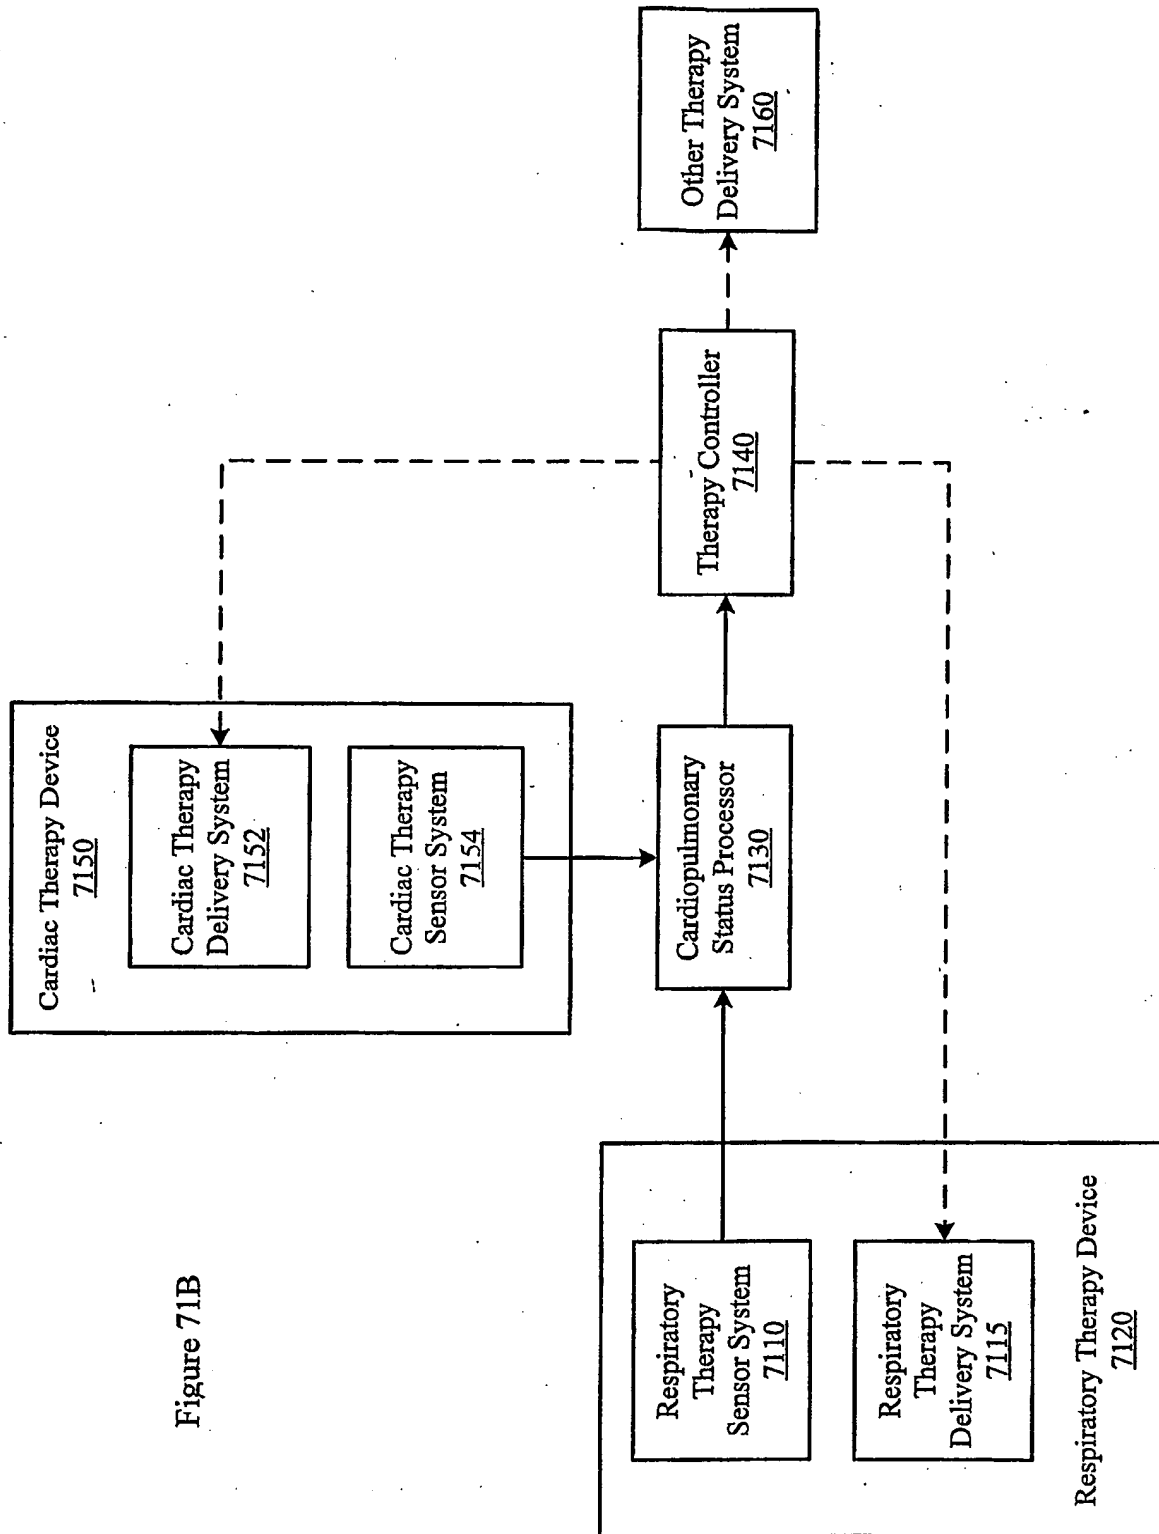 Figure 71B
Cardiac Therapy Device
7150
Cardiac Therapy
Delivery System
7152
Cardiac Therapy
Sensor System
7154
Respiratory
Therapy
Sensor System
7110
Cardiopulmonary
Status Processor
7130
Therapy Controller
7140
Other Therapy
Delivery System
7160
Respiratory
Therapy
Delivery System
7115
Respiratory Therapy Device
7120